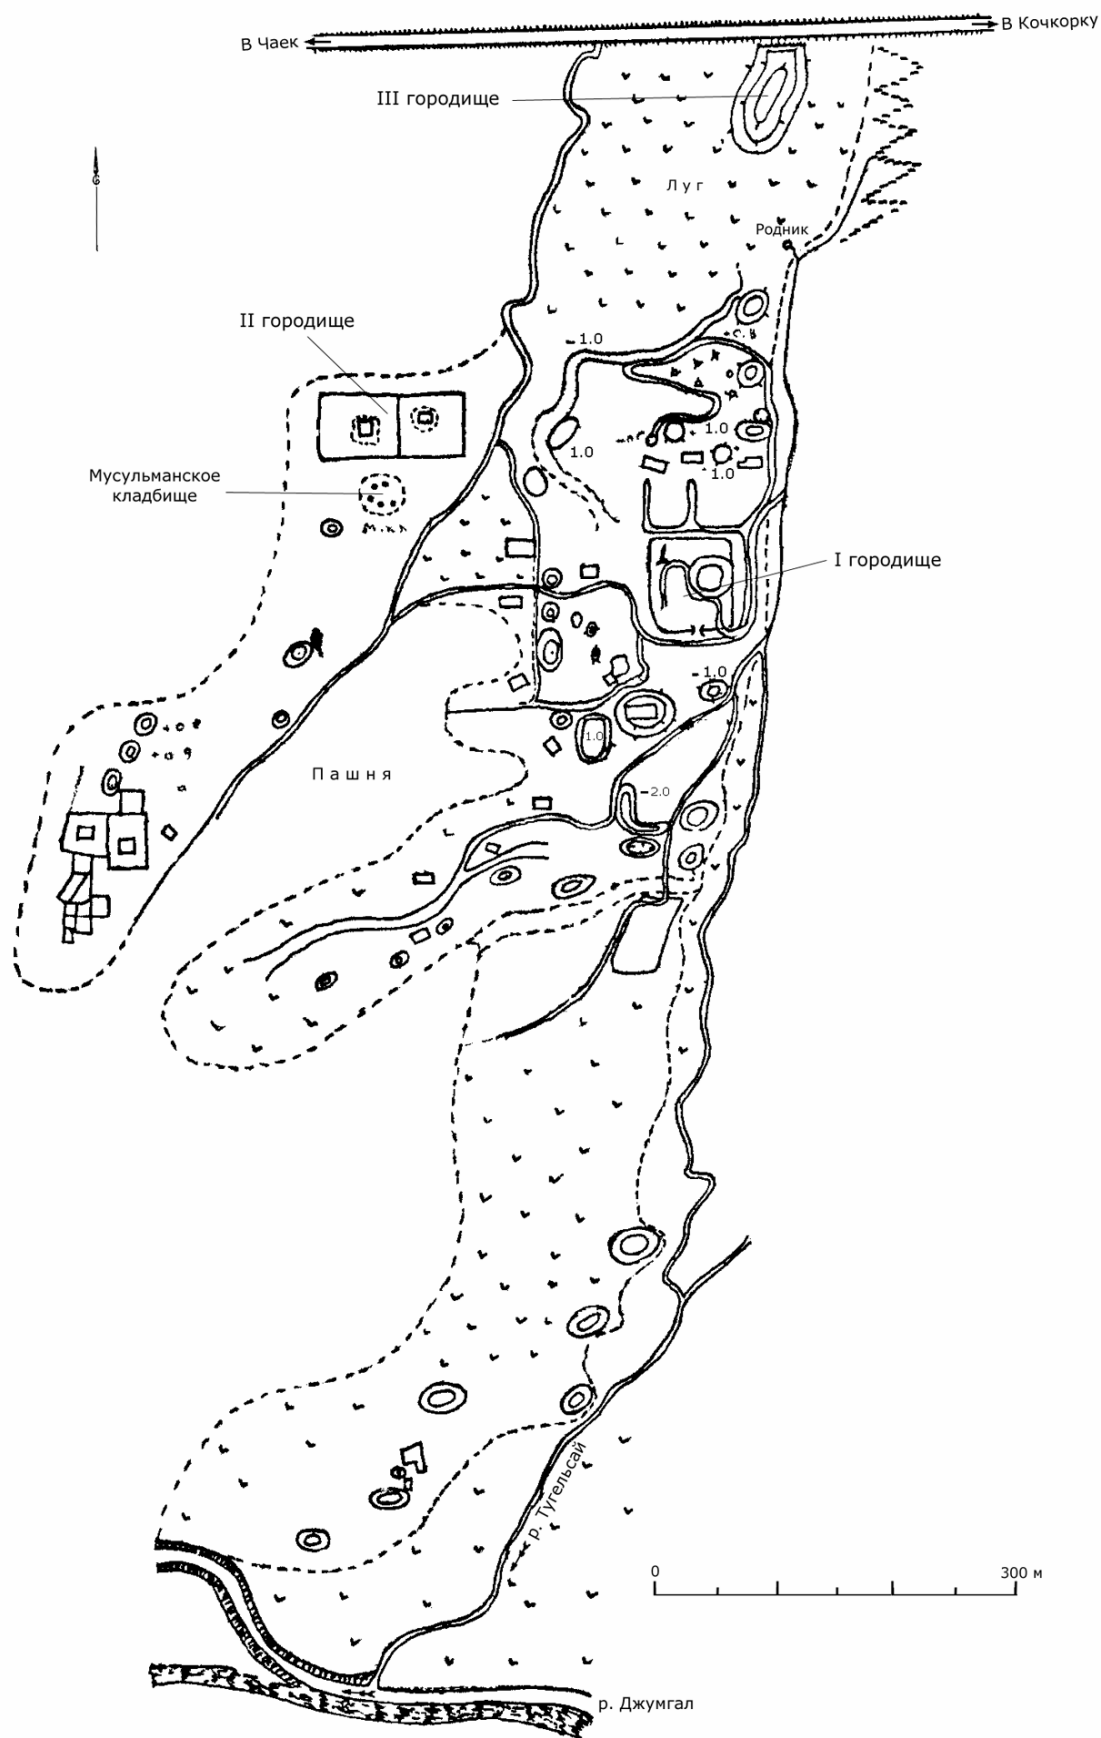 В Чаек
В Кочкорку
III городище
Луг
Родник
II городище
-1.0
1.0
1.0
1.0
Мусульманское
кладбище
I городище
-1.0
1.0
Пашня
-2.0
р. Тугельсай
0
300 м
р. Джумгал